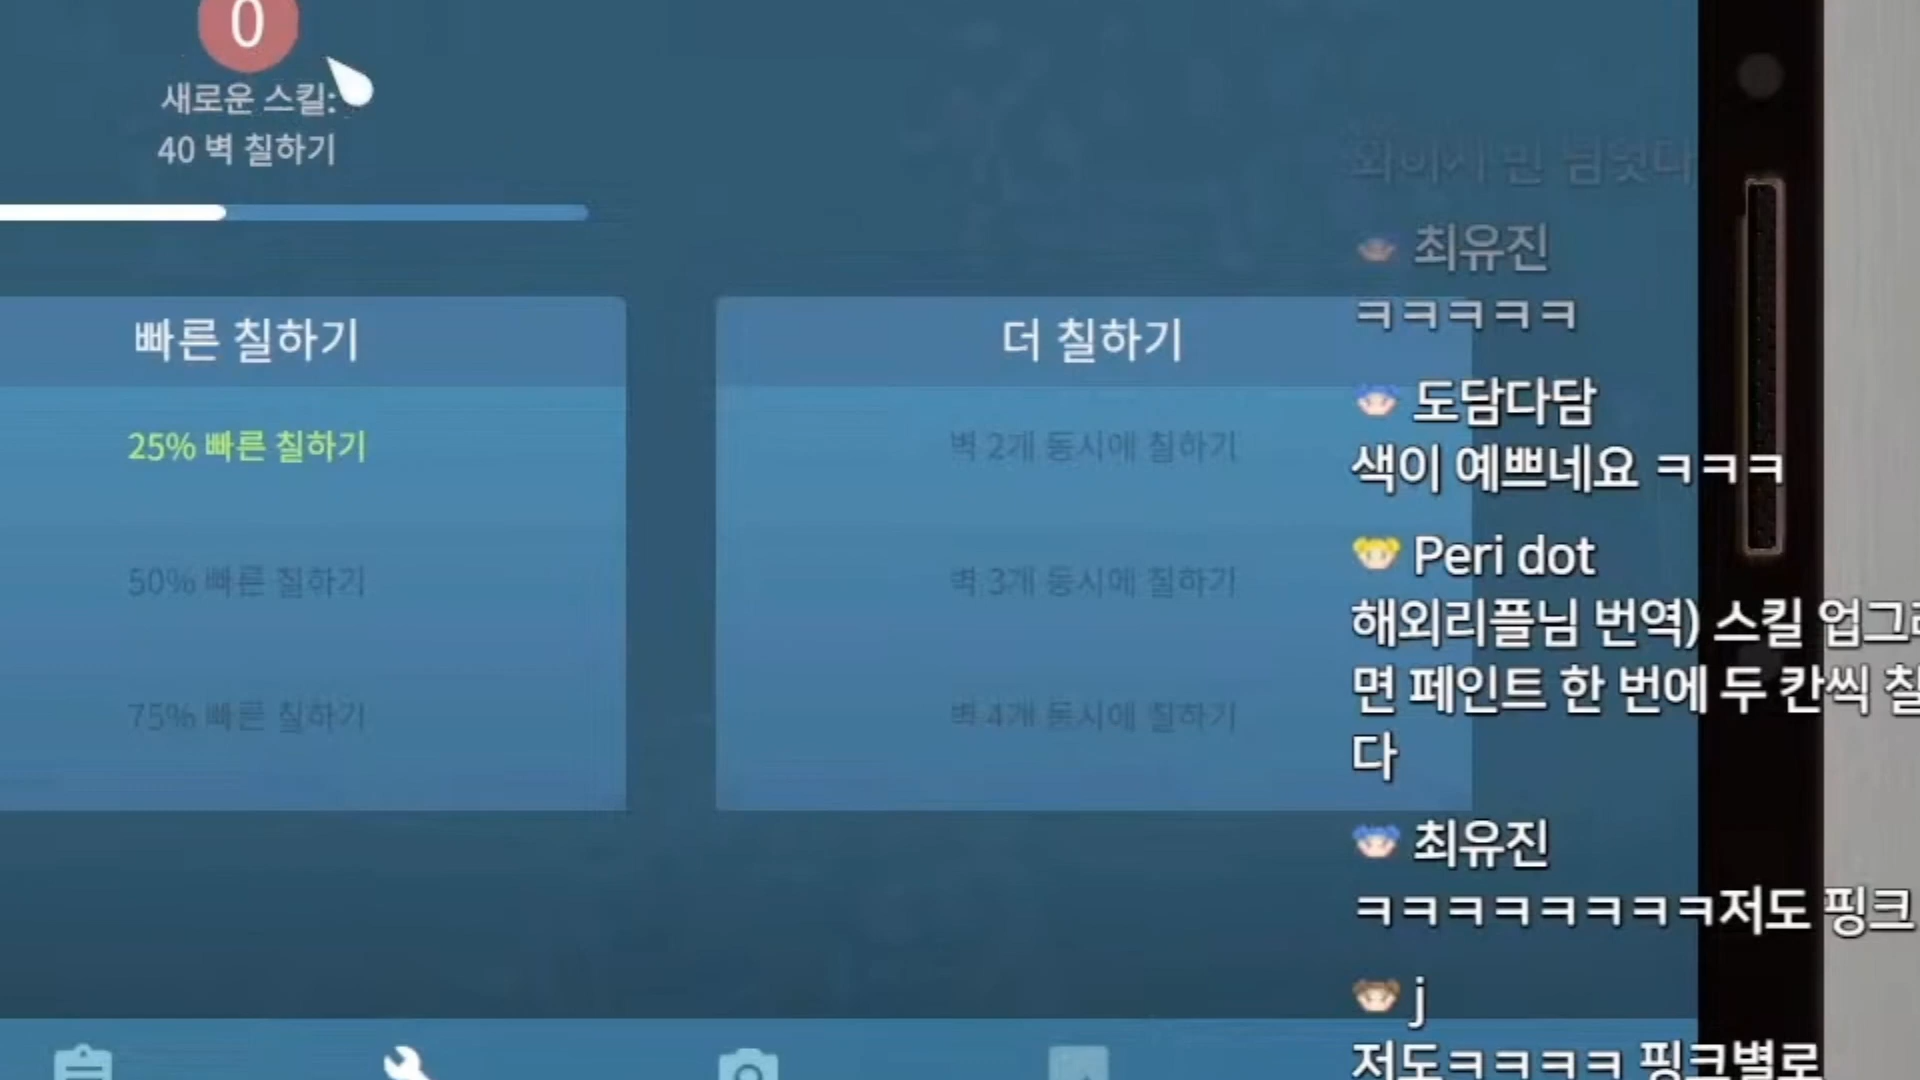 0
새로운 스킬:
40 벽 칠하기
빠른 칠하기
25% 빠른 칠하기
50% 빠른 칠하기
75% 빠른 칠하기
더 칠하기
벽 2개 동시에 칠하기
벽 3개 동시에 칠하기
벽 4개 동시에 칠하기
최유진
ㅋㅋㅋㅋㅋ
도담다담
색이 예쁘네요 ㅋㅋㅋ
Peri dot
해외리플님 번역) 스킬 업그
면 페인트 한 번에 두 칸씩 칠
다
최유진
ㅋㅋㅋㅋㅋㅋㅋㅋ저도 핑크
j
저도ㅋㅋㅋㅋ 핑크별로